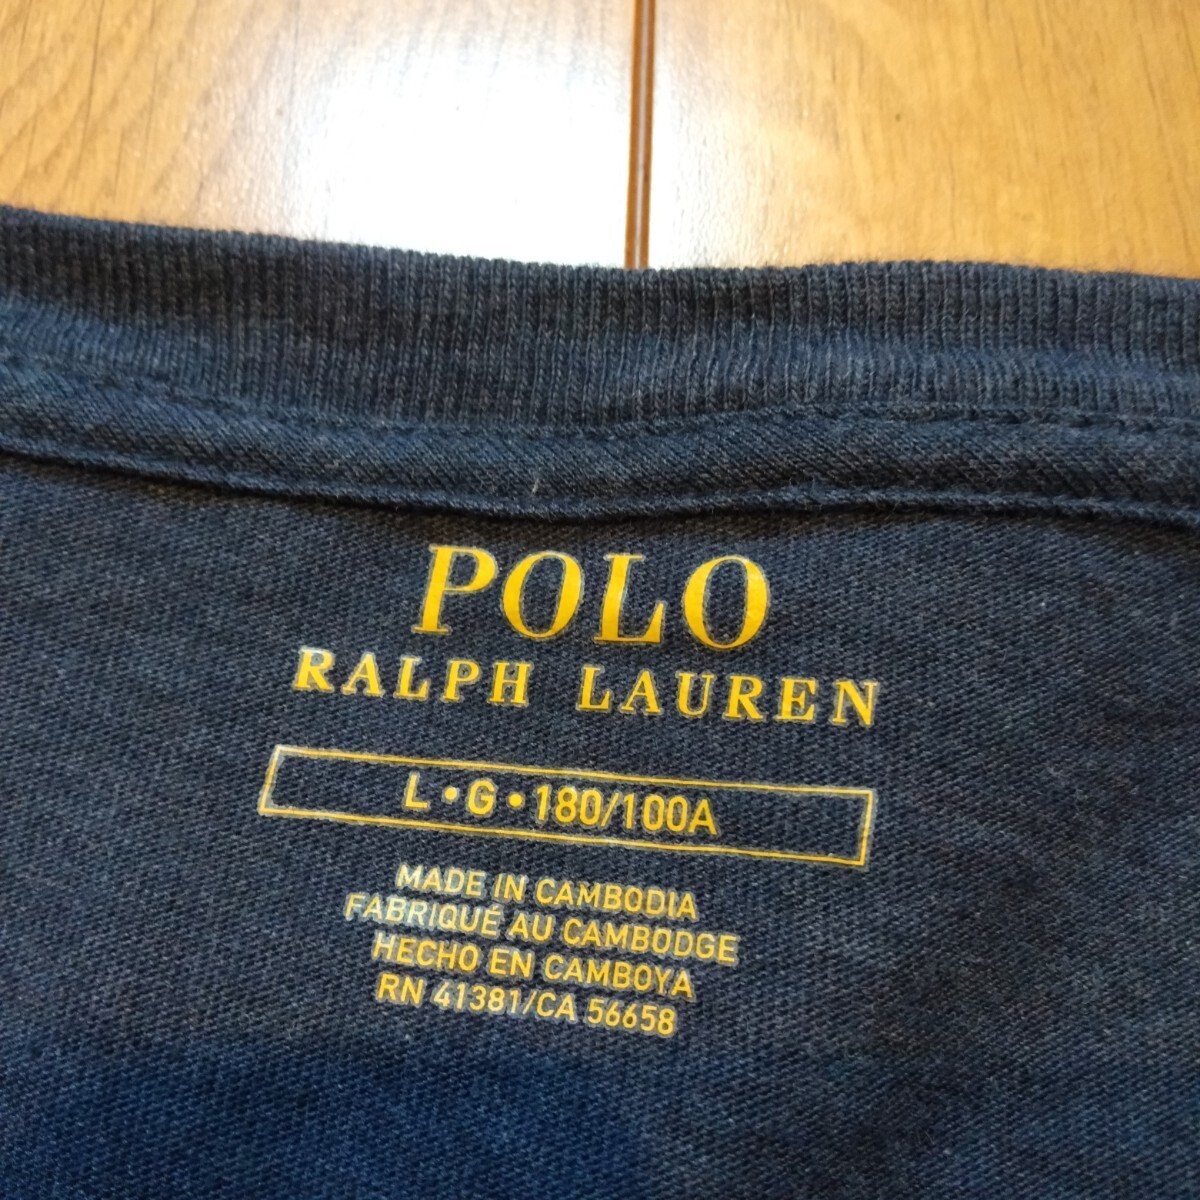 POLO
RALPH LAUREN
L • G • 180/100A
MADE IN CAMBODIA
FABRIQUÉ AU CAMBODGE
HECHO EN CAMBOYA
RN 41381/CA 56658